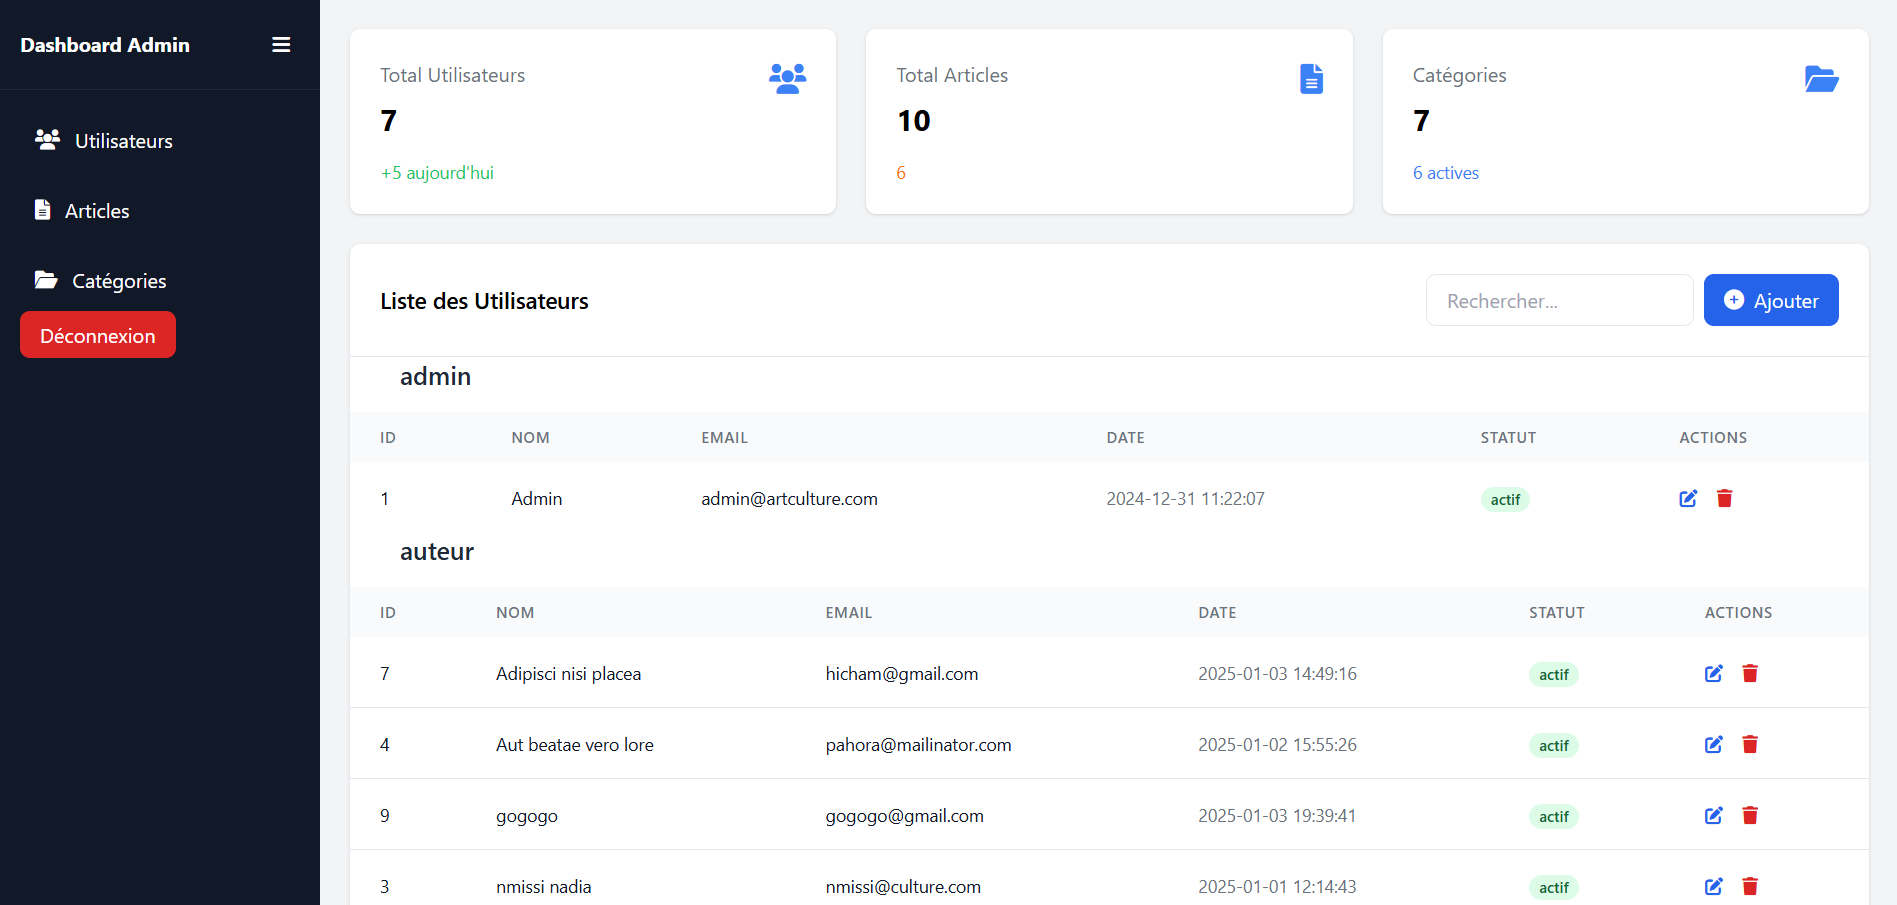 Dashboard Admin
Utilisateurs
Articles
Catégories
Déconnexion
Total Utilisateurs
7
+5 aujourd'hui
Total Articles
10
6
Catégories
7
6 actives
Liste des Utilisateurs
Rechercher...
Ajouter
admin
ID NOM EMAIL DATE STATUT ACTIONS
1 Admin admin@artculture.com 2024-12-31 11:22:07 actif
auteur
ID NOM EMAIL DATE STATUT ACTIONS
7 Adipisci nisi placea hicham@gmail.com 2025-01-03 14:49:16 actif
4 Aut beatae vero lore pahora@mailinator.com 2025-01-02 15:55:26 actif
9 gogogo gogogo@gmail.com 2025-01-03 19:39:41 actif
3 nmissi nadia nmissi@culture.com 2025-01-01 12:14:43 actif